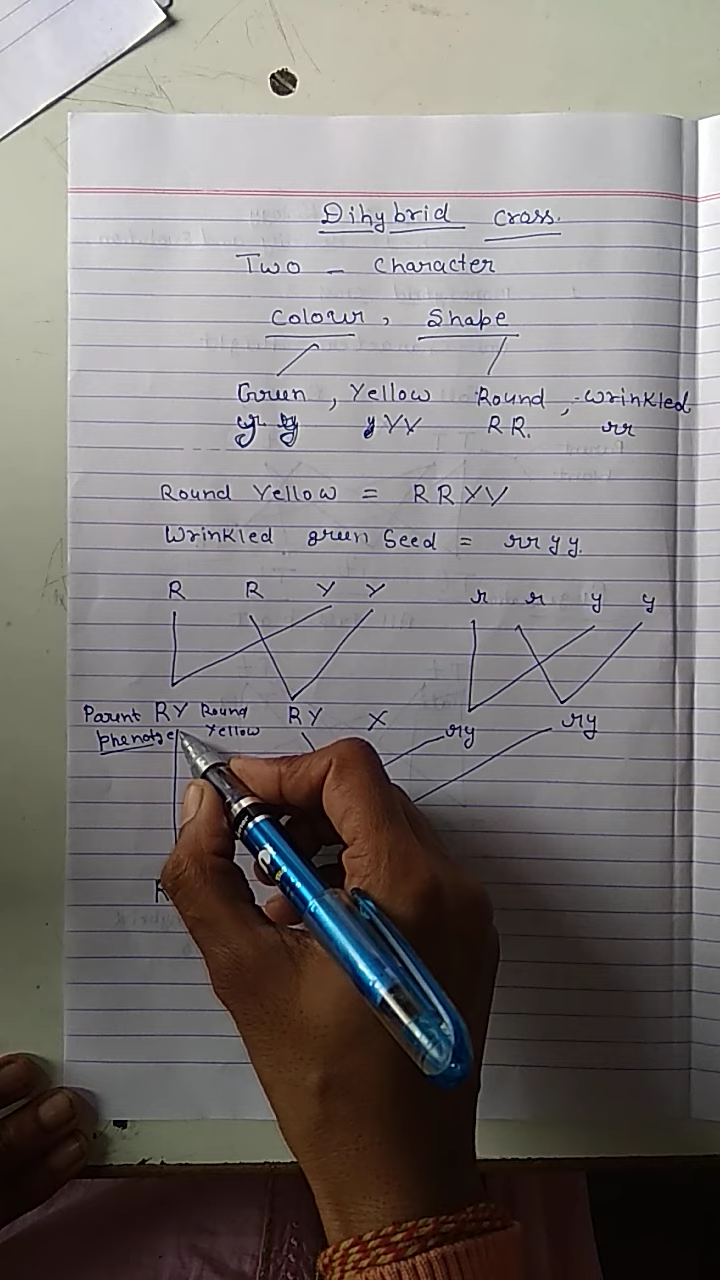 Dihybrid Cross.
Two - Character
Colour, Shape
Green, Yellow Round, Wrinkled
yy YY RR. rr
Round Yellow = RRYY
Wrinkled green Seed = rryy.
R R Y Y r r y y
Parent RY Round RY X ry ry
phenotype Yellow
R